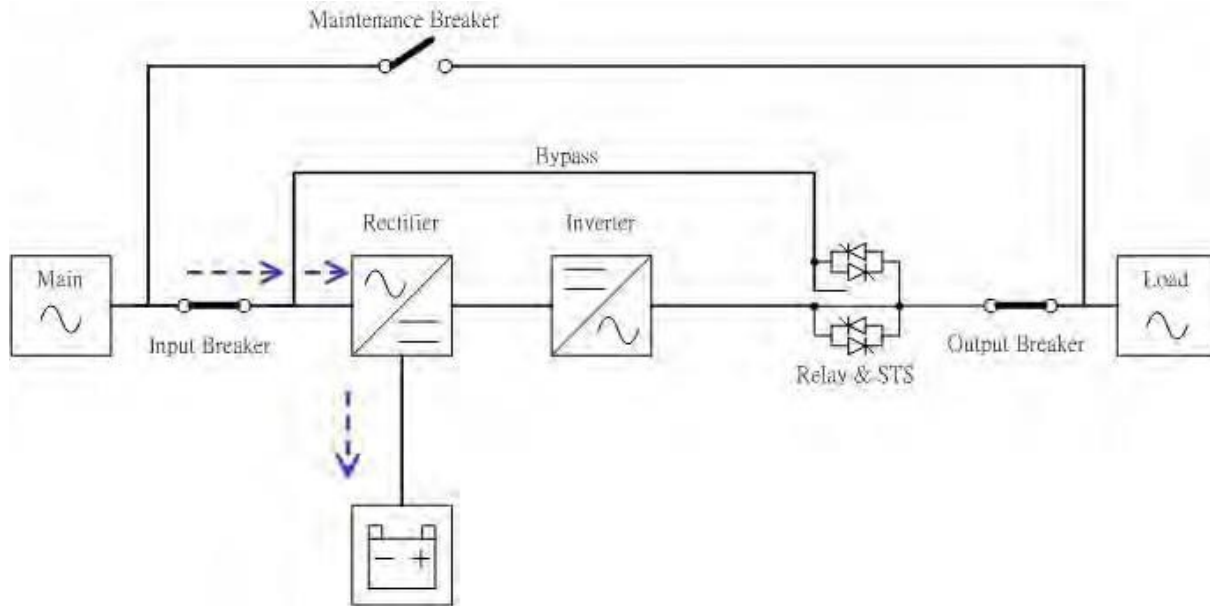 Maintenance Breaker
Bypass
Rectifier
Inverter
Main
Load
Input Breaker
Output Breaker
Relay & STS